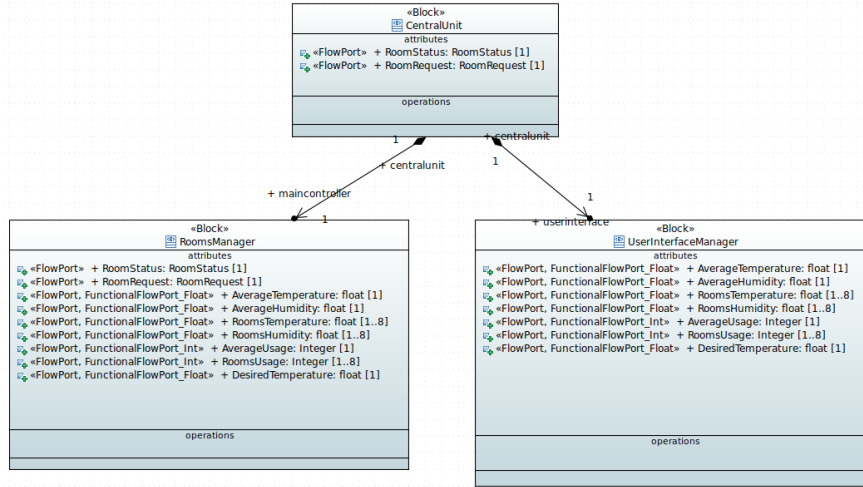 «Block»
CentralUnit
attributes
«FlowPort» + RoomStatus: RoomStatus [1]
«FlowPort» + RoomRequest: RoomRequest [1]
operations
1
+ centralunit
+ centralunit
1
+ maincontroller
1
1
+ userinterface
«Block»
RoomsManager
attributes
«FlowPort» + RoomStatus: RoomStatus [1]
«FlowPort» + RoomRequest: RoomRequest [1]
«FlowPort, FunctionalFlowPort_Float» + AverageTemperature: float [1]
«FlowPort, FunctionalFlowPort_Float» + AverageHumidity: float [1]
«FlowPort, FunctionalFlowPort_Float» + RoomsTemperature: float [1..8]
«FlowPort, FunctionalFlowPort_Float» + RoomsHumidity: float [1..8]
«FlowPort, FunctionalFlowPort_Int» + AverageUsage: Integer [1]
«FlowPort, FunctionalFlowPort_Int» + RoomsUsage: Integer [1..8]
«FlowPort, FunctionalFlowPort_Float» + DesiredTemperature: float [1]
operations
«Block»
UserInterfaceManager
attributes
«FlowPort, FunctionalFlowPort_Float» + AverageTemperature: float [1]
«FlowPort, FunctionalFlowPort_Float» + AverageHumidity: float [1]
«FlowPort, FunctionalFlowPort_Float» + RoomsTemperature: float [1..8]
«FlowPort, FunctionalFlowPort_Float» + RoomsHumidity: float [1..8]
«FlowPort, FunctionalFlowPort_Int» + AverageUsage: Integer [1]
«FlowPort, FunctionalFlowPort_Int» + RoomsUsage: Integer [1..8]
«FlowPort, FunctionalFlowPort_Float» + DesiredTemperature: float [1]
operations